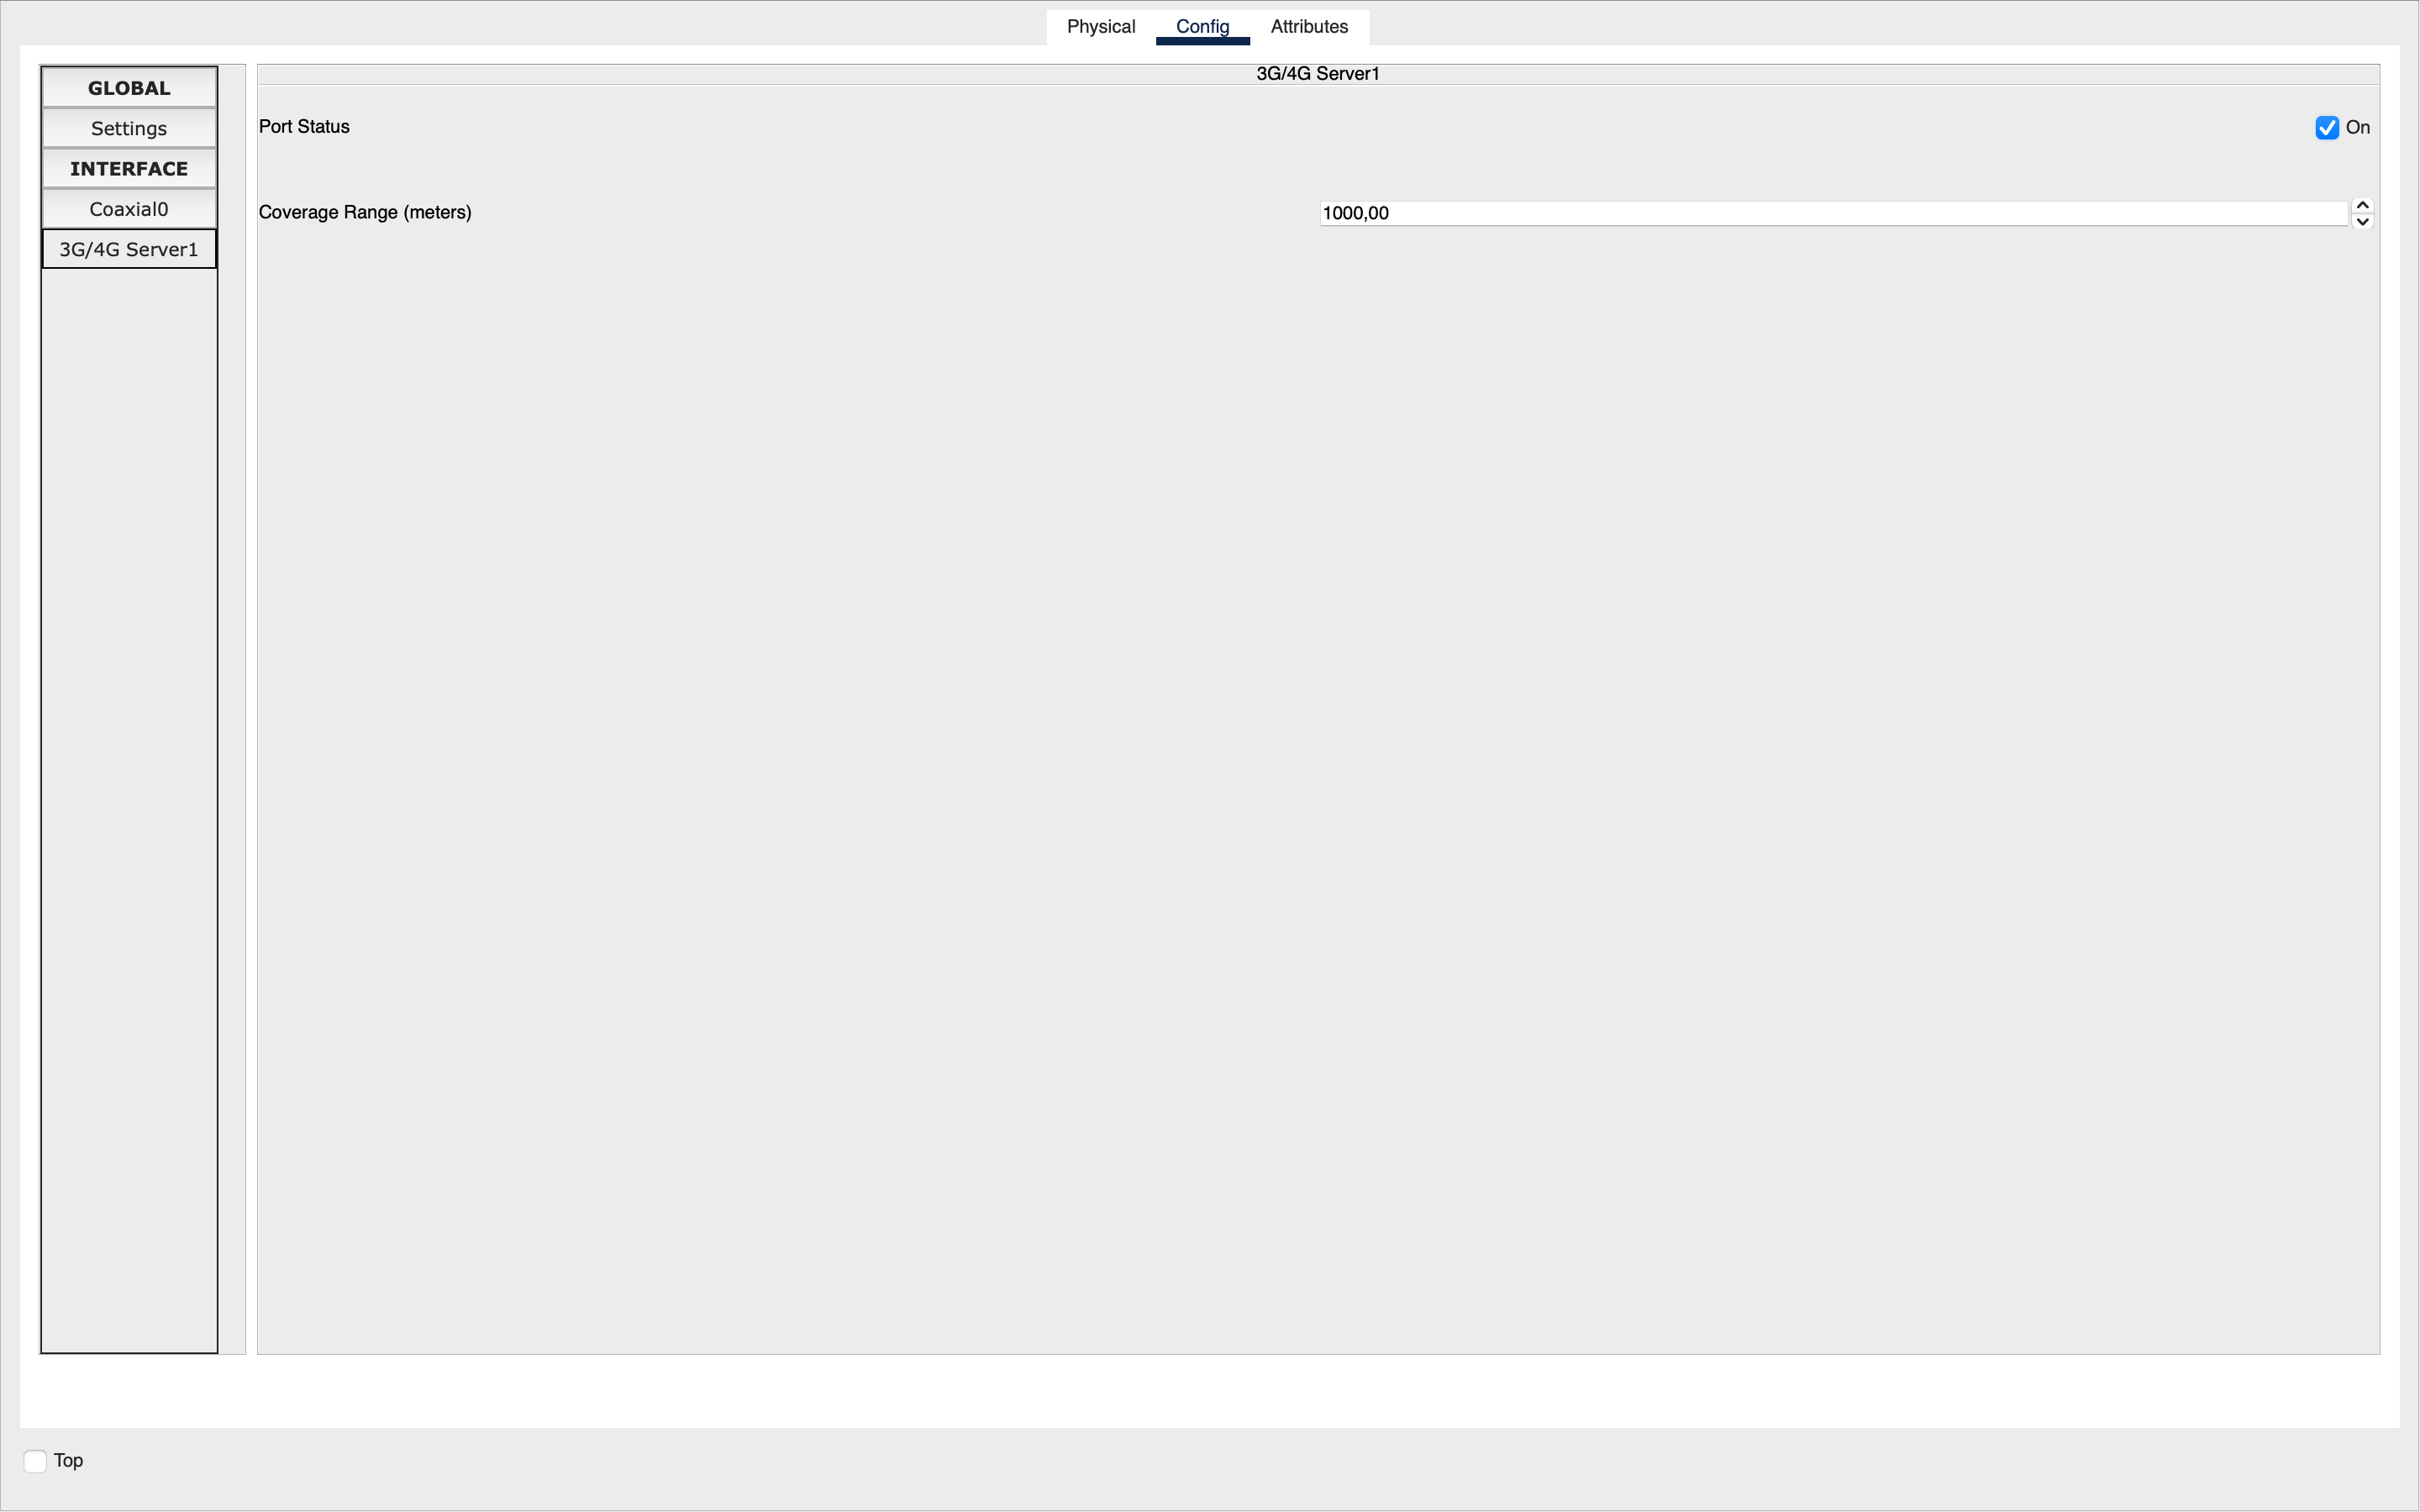 Physical Config Attributes
GLOBAL
Settings
INTERFACE
Coaxial0
3G/4G Server1
3G/4G Server1
Port Status
On
Coverage Range (meters)
1000,00
Top